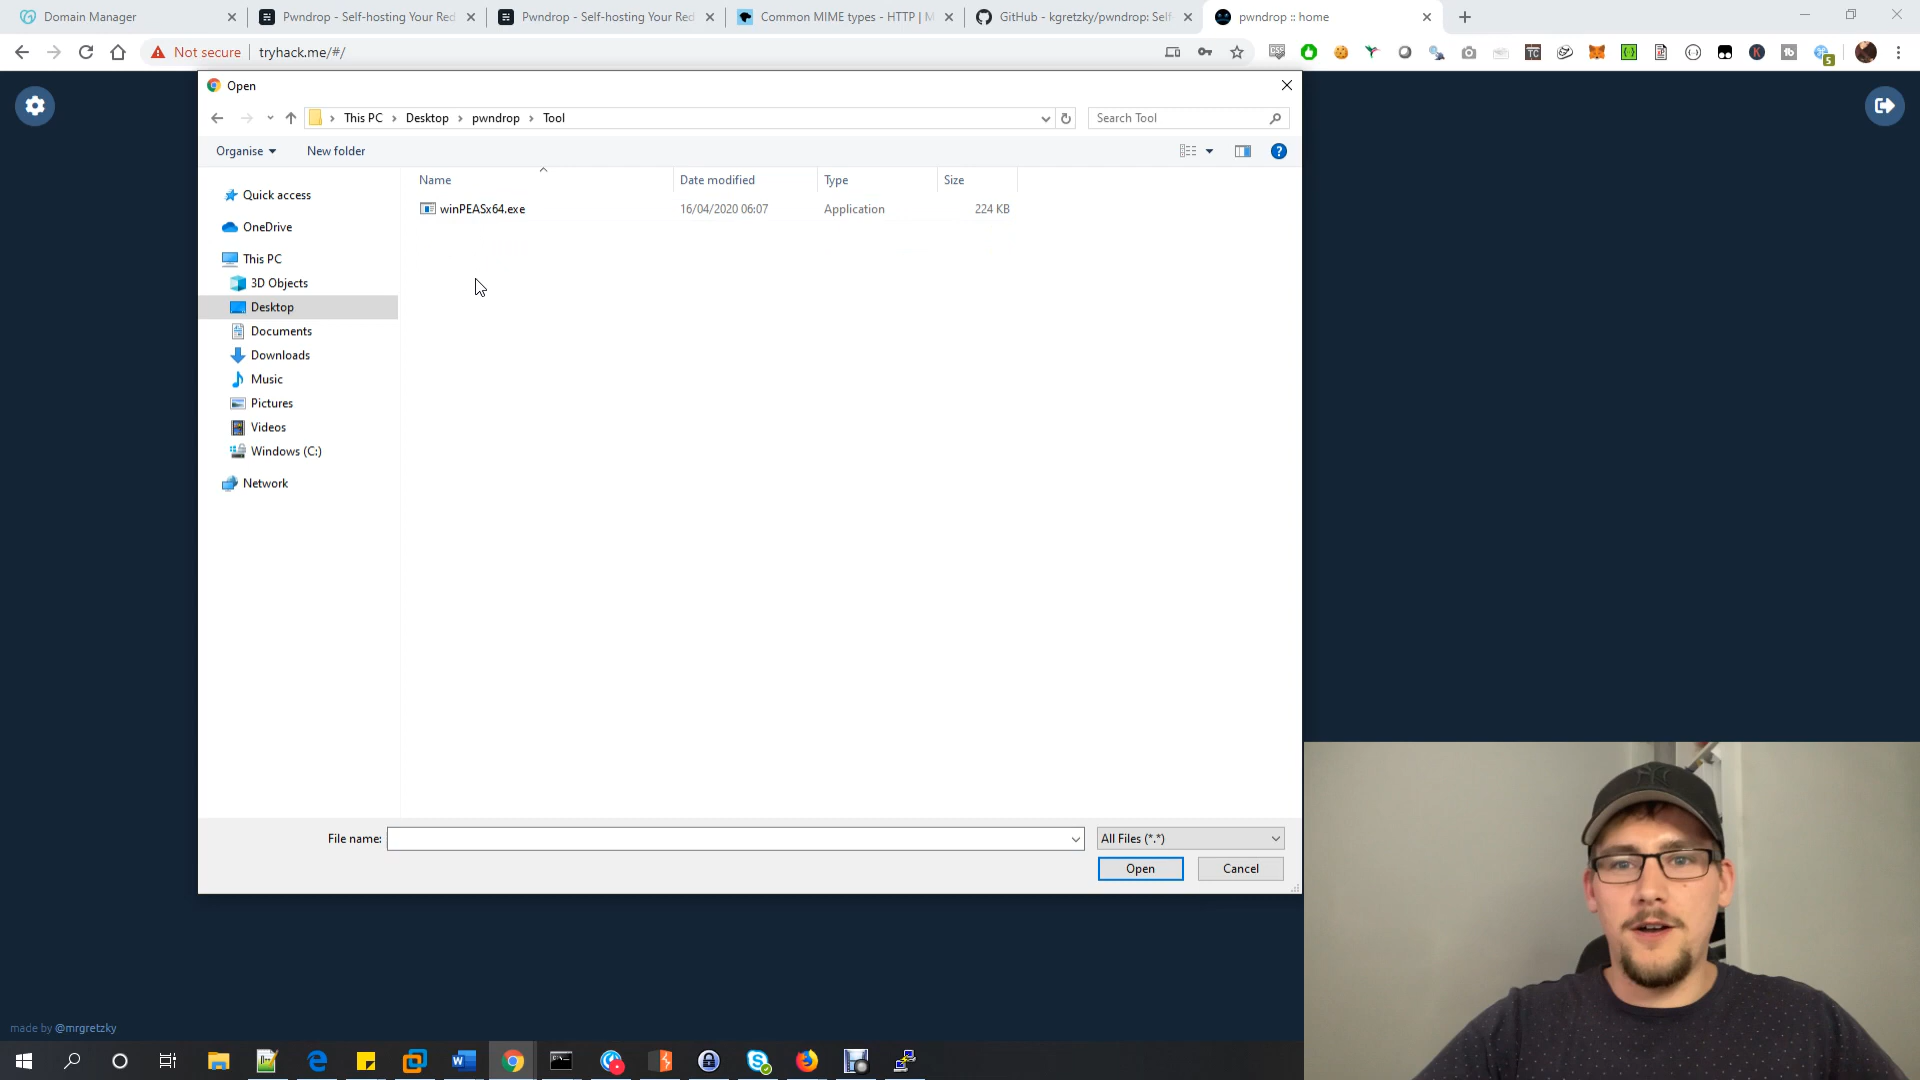 Domain Manager
Pwndrop - Self-hosting Your Red
Pwndrop - Self-hosting Your Red
Common MIME types - HTTP | M
GitHub - kgretzky/pwndrop: Self
pwndrop :: home
Not secure
tryhack.me/#/
Open
This PC
Desktop
pwndrop
Tool
Search Tool
Organise
New folder
Name
Date modified
Type
Size
winPEASx64.exe
16/04/2020 06:07
Application
224 KB
Quick access
OneDrive
This PC
3D Objects
Desktop
Documents
Downloads
Music
Pictures
Videos
Windows (C:)
Network
File name:
All Files (*.*)
Open
Cancel
made by @mrgretzky